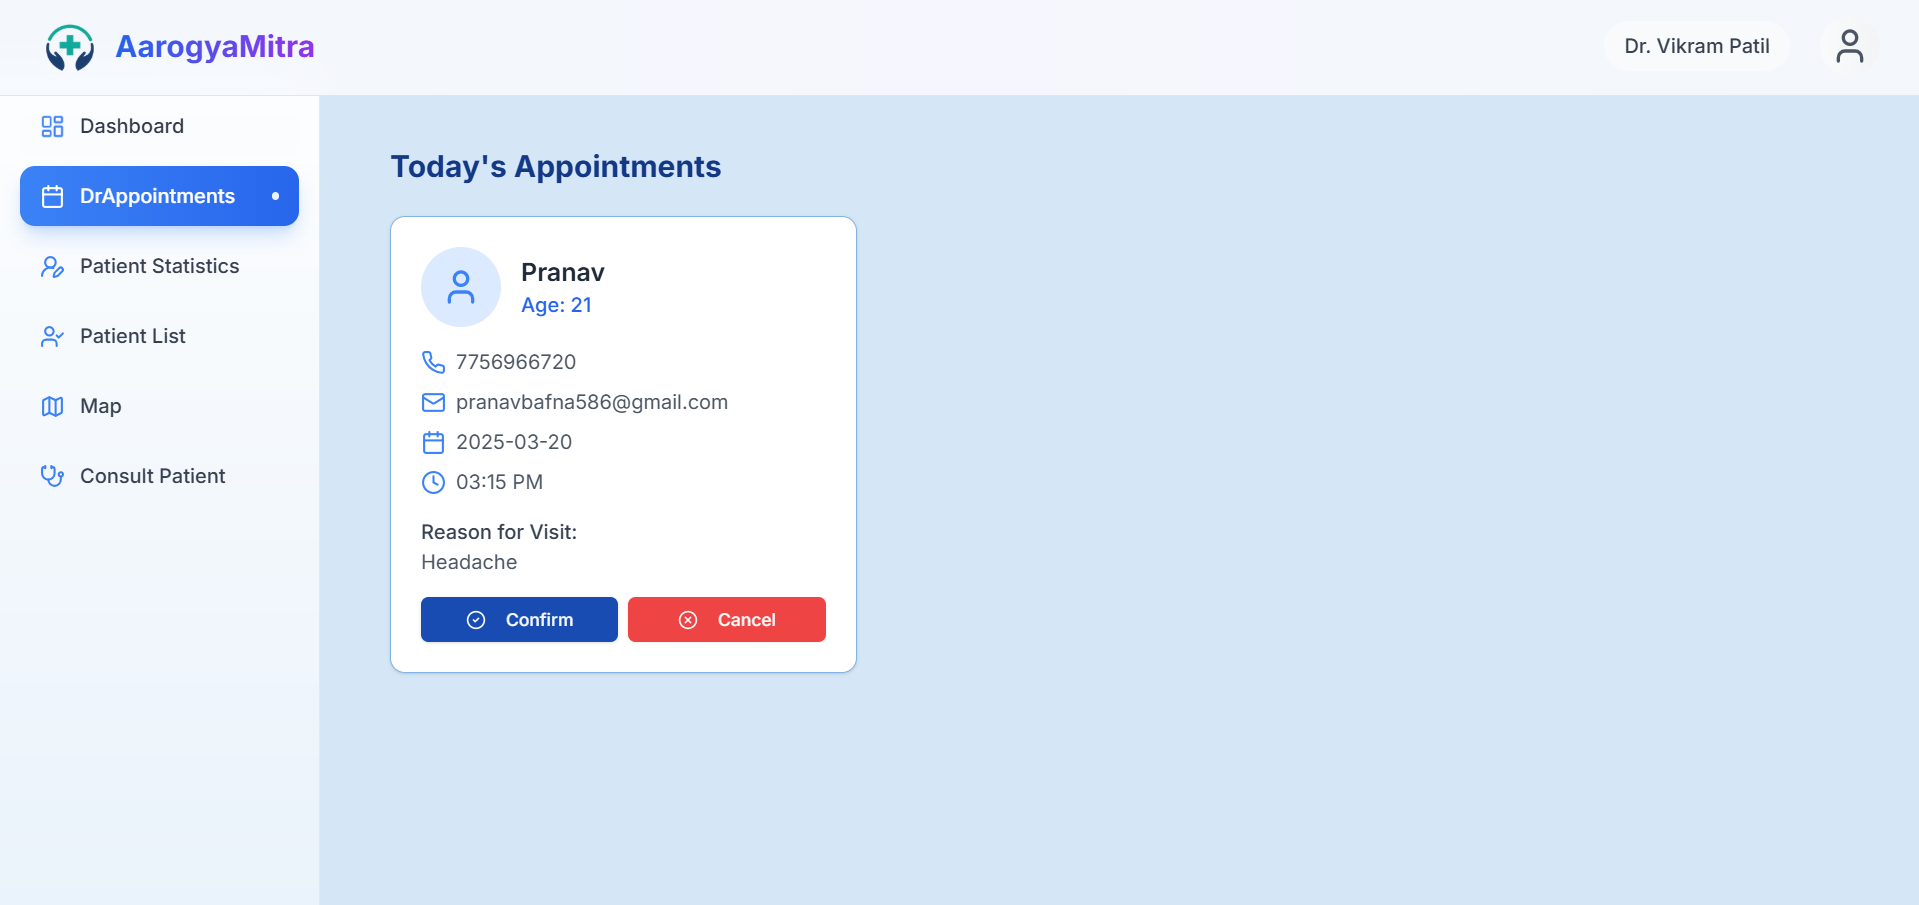 AarogyaMitra
Dr. Vikram Patil
Dashboard
DrAppointments
Patient Statistics
Patient List
Map
Consult Patient
Today's Appointments
Pranav
Age: 21
7756966720
pranavbafna586@gmail.com
2025-03-20
03:15 PM
Reason for Visit:
Headache
Confirm
Cancel